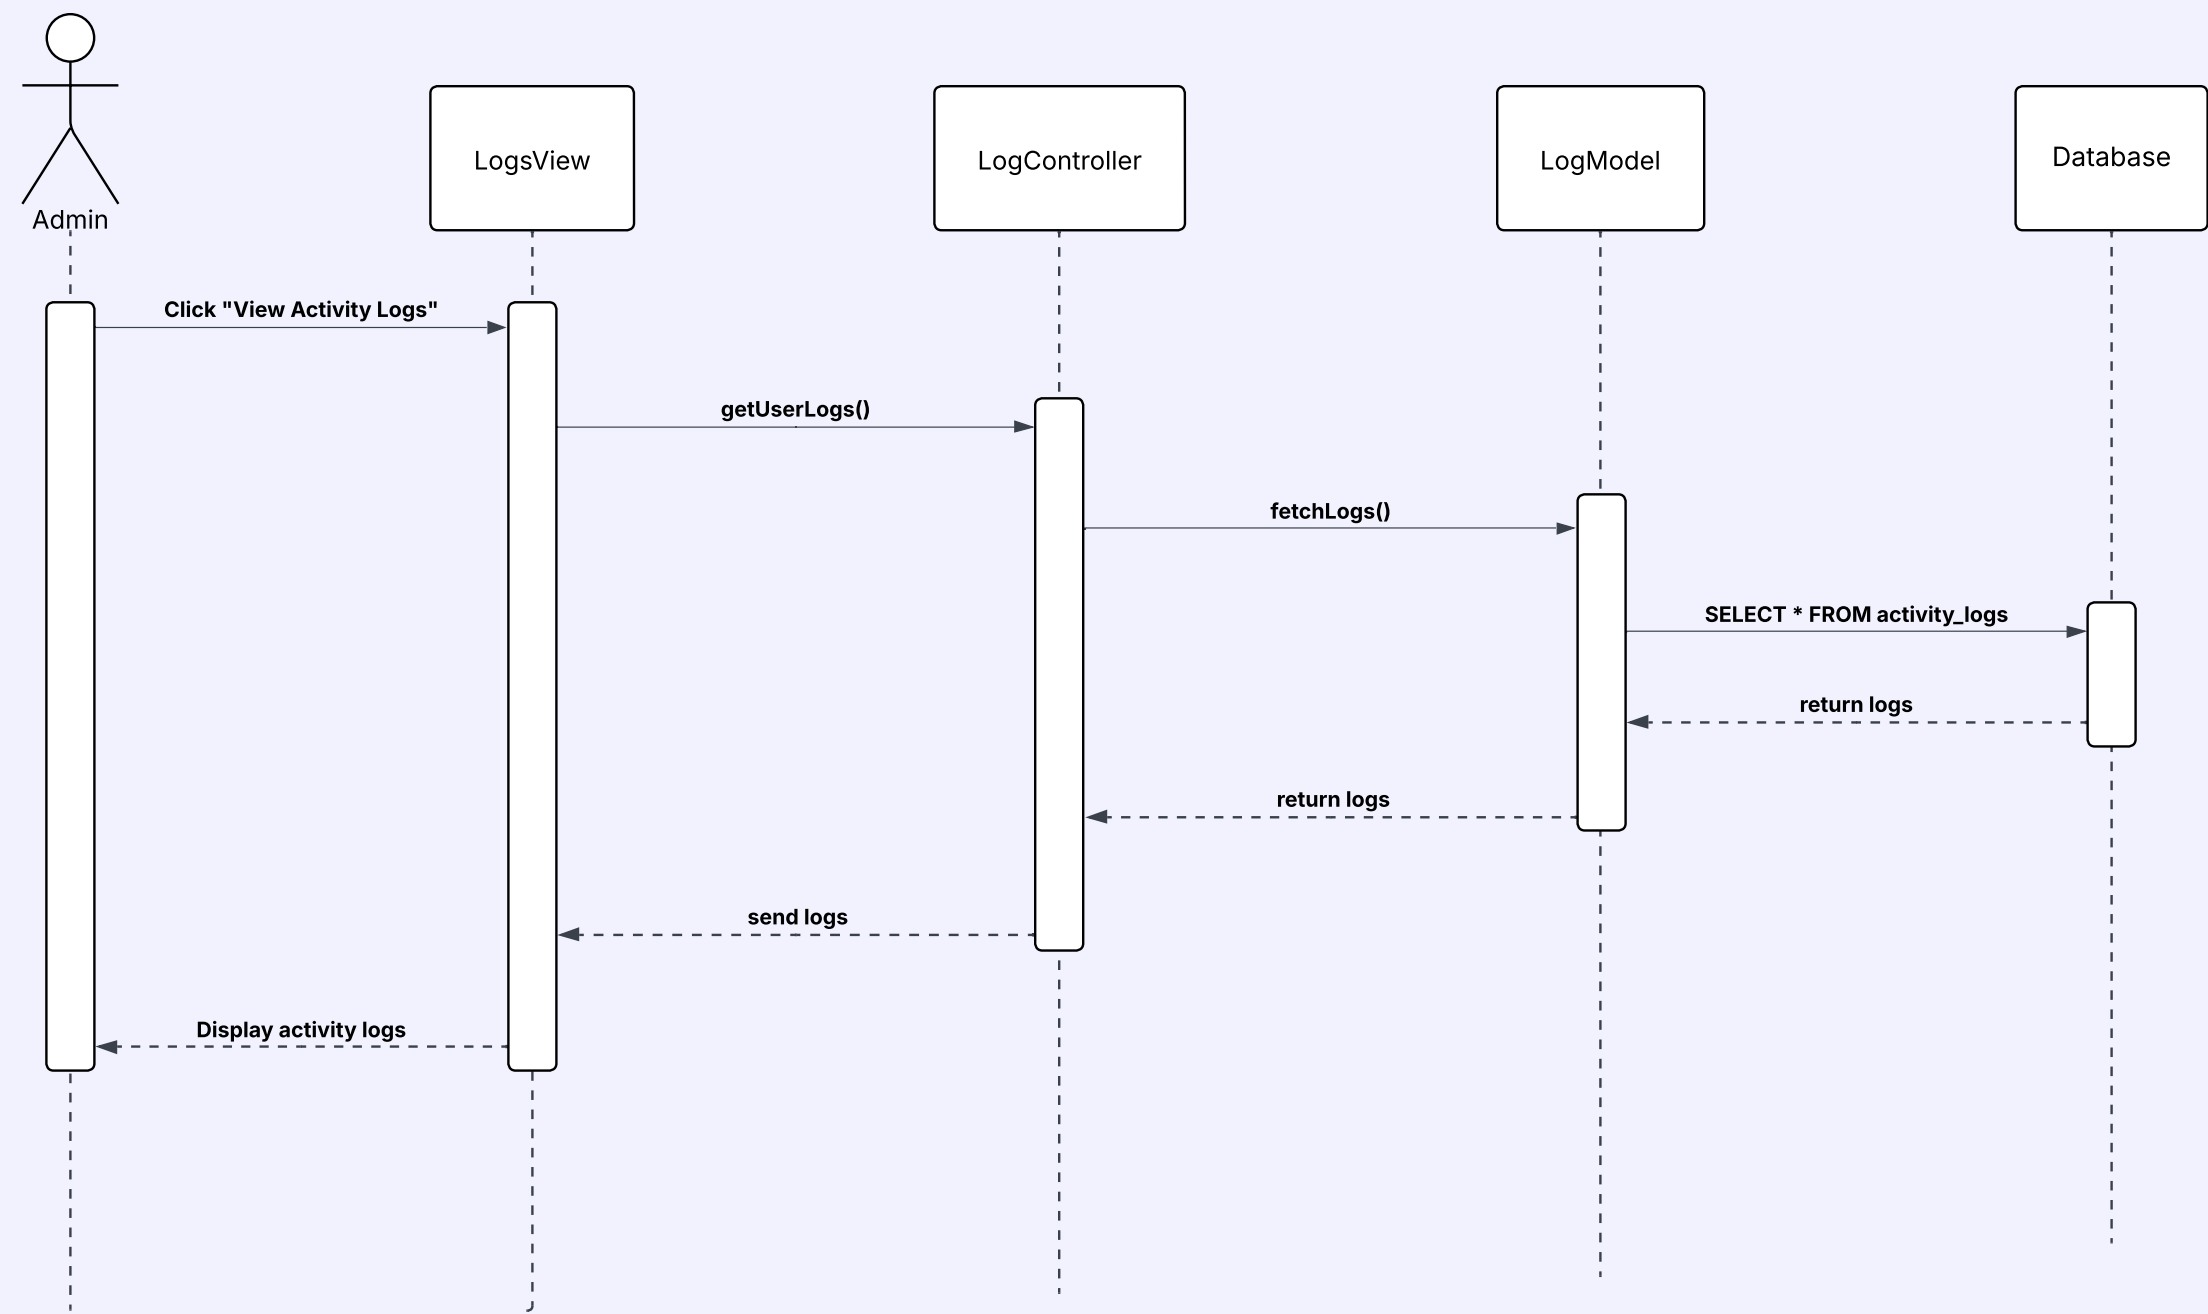 Admin
LogsView
LogController
LogModel
Database
Click "View Activity Logs"
getUserLogs()
fetchLogs()
SELECT * FROM activity_logs
return logs
return logs
send logs
Display activity logs